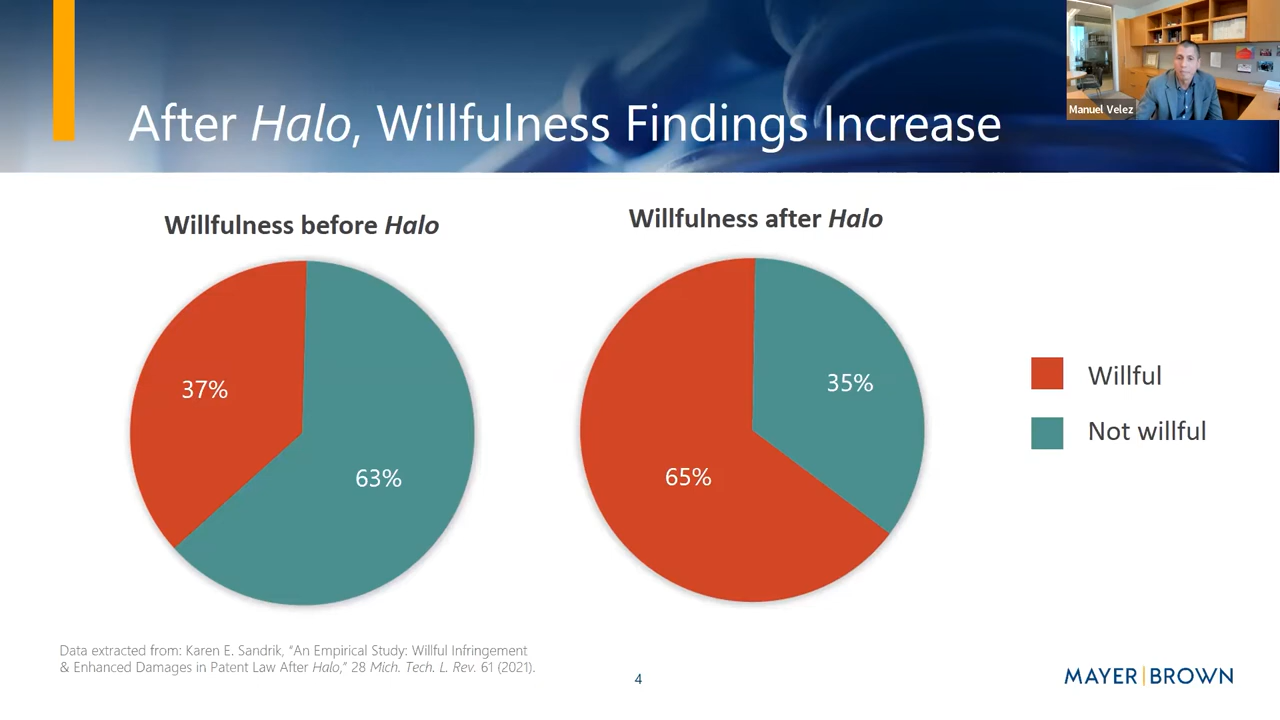 After Halo, Willfulness Findings Increase
Manuel Velez
Willfulness before Halo
Willfulness after Halo
37%
63%
35%
65%
Willful
Not willful
Data extracted from: Karen E. Sandrik, “An Empirical Study: Willful Infringement
& Enhanced Damages in Patent Law After Halo,” 28 Mich. Tech. L. Rev. 61 (2021).
4
MAYER | BROWN